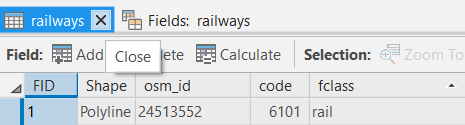 railways Fields: railways
Field: Add Close lete Calculate Selection: Zoom To
FID Shape osm_id code fclass
1 Polyline 24513552 6101 rail